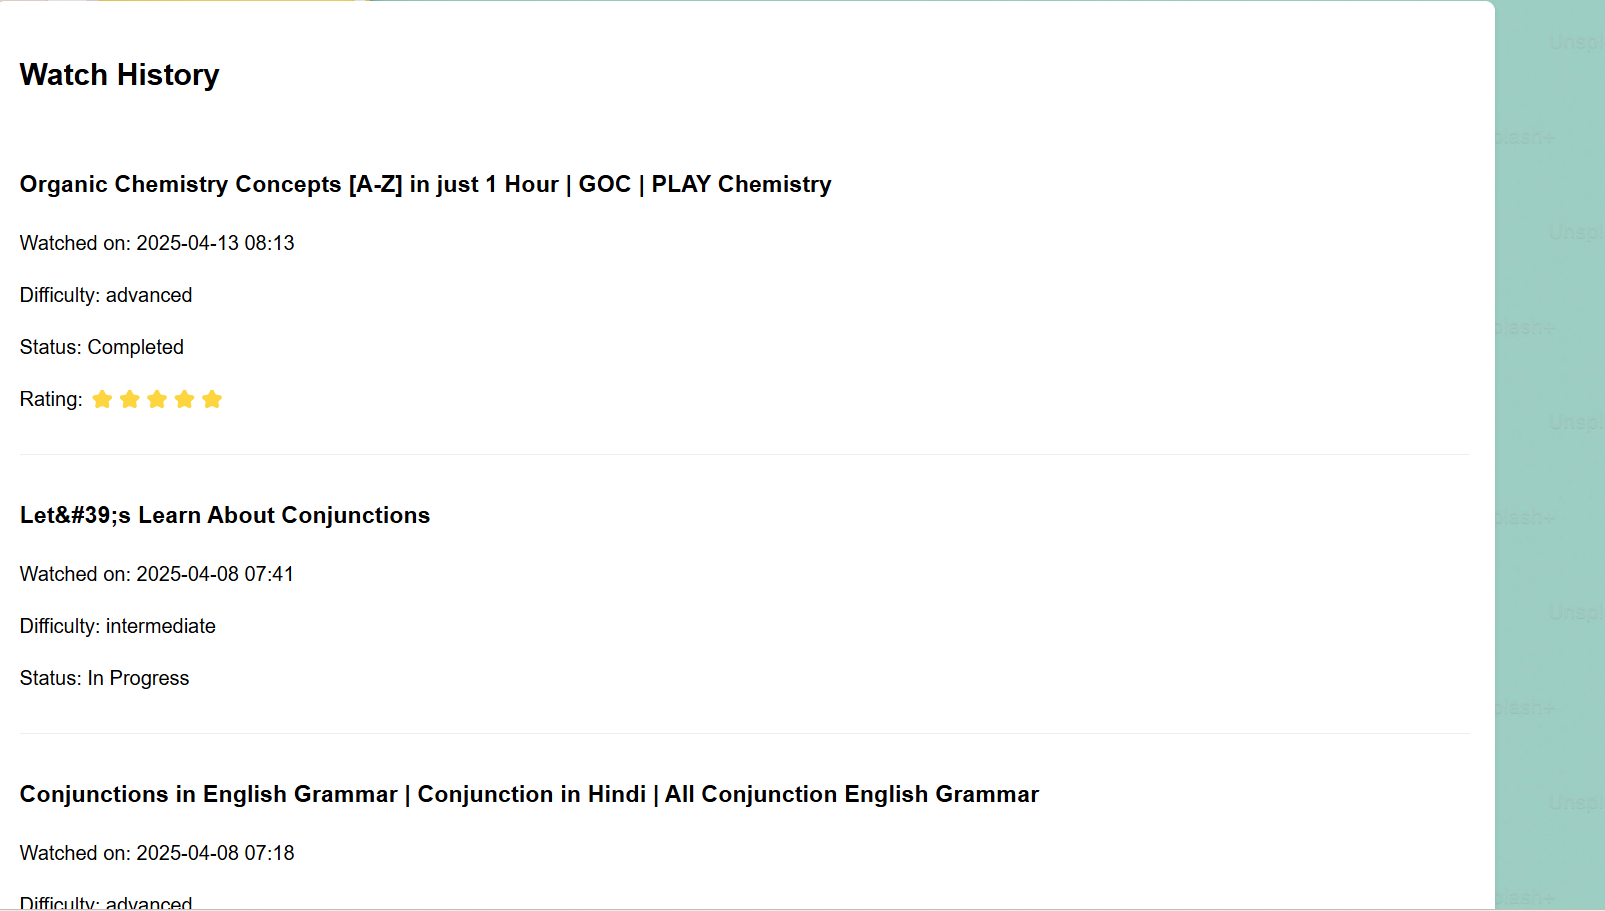 Watch History
Organic Chemistry Concepts [A-Z] in just 1 Hour | GOC | PLAY Chemistry
Watched on: 2025-04-13 08:13
Difficulty: advanced
Status: Completed
Rating:
Let&#39;s Learn About Conjunctions
Watched on: 2025-04-08 07:41
Difficulty: intermediate
Status: In Progress
Conjunctions in English Grammar | Conjunction in Hindi | All Conjunction English Grammar
Watched on: 2025-04-08 07:18
Difficulty: advanced